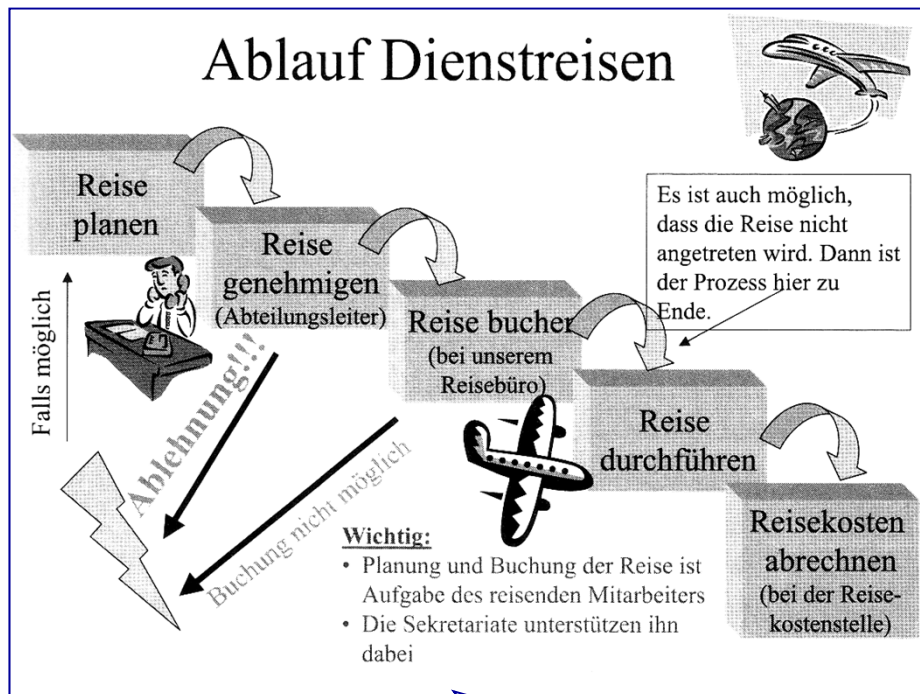 Ablauf Dienstreisen
Reise
planen
Reise
genehmigen
(Abteilungsleiter)
Reise bucher
(bei unserem
Reisebüro)
Es ist auch möglich,
dass die Reise nicht
angetreten wird. Dann ist
der Prozess hier zu
Ende.
Reise
durchführen
Reisekosten
abrechnen
(bei der Reise-
kostenstelle)
Falls möglich
Ablehnung!!!
Buchung nicht möglich
Wichtig:
• Planung und Buchung der Reise ist
Aufgabe des reisenden Mitarbeiters
• Die Sekretariate unterstützen ihn
dabei